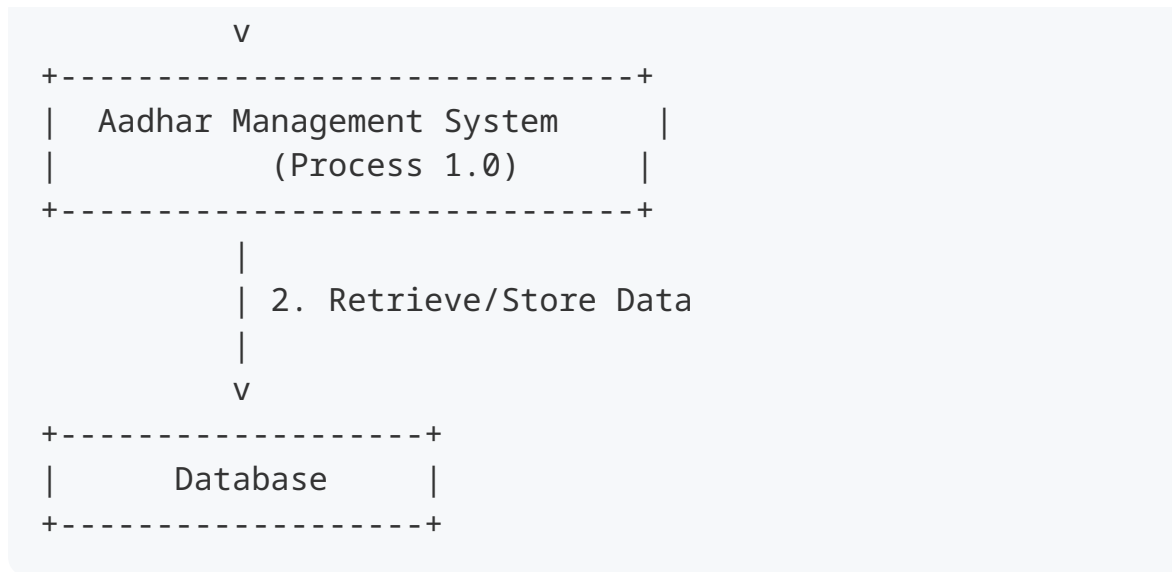 v
+------------------------------+
|  Aadhar Management System     |
|           (Process 1.0)      |
+------------------------------+
          |
          | 2. Retrieve/Store Data
          |
          v
+-------------------+
|      Database     |
+-------------------+